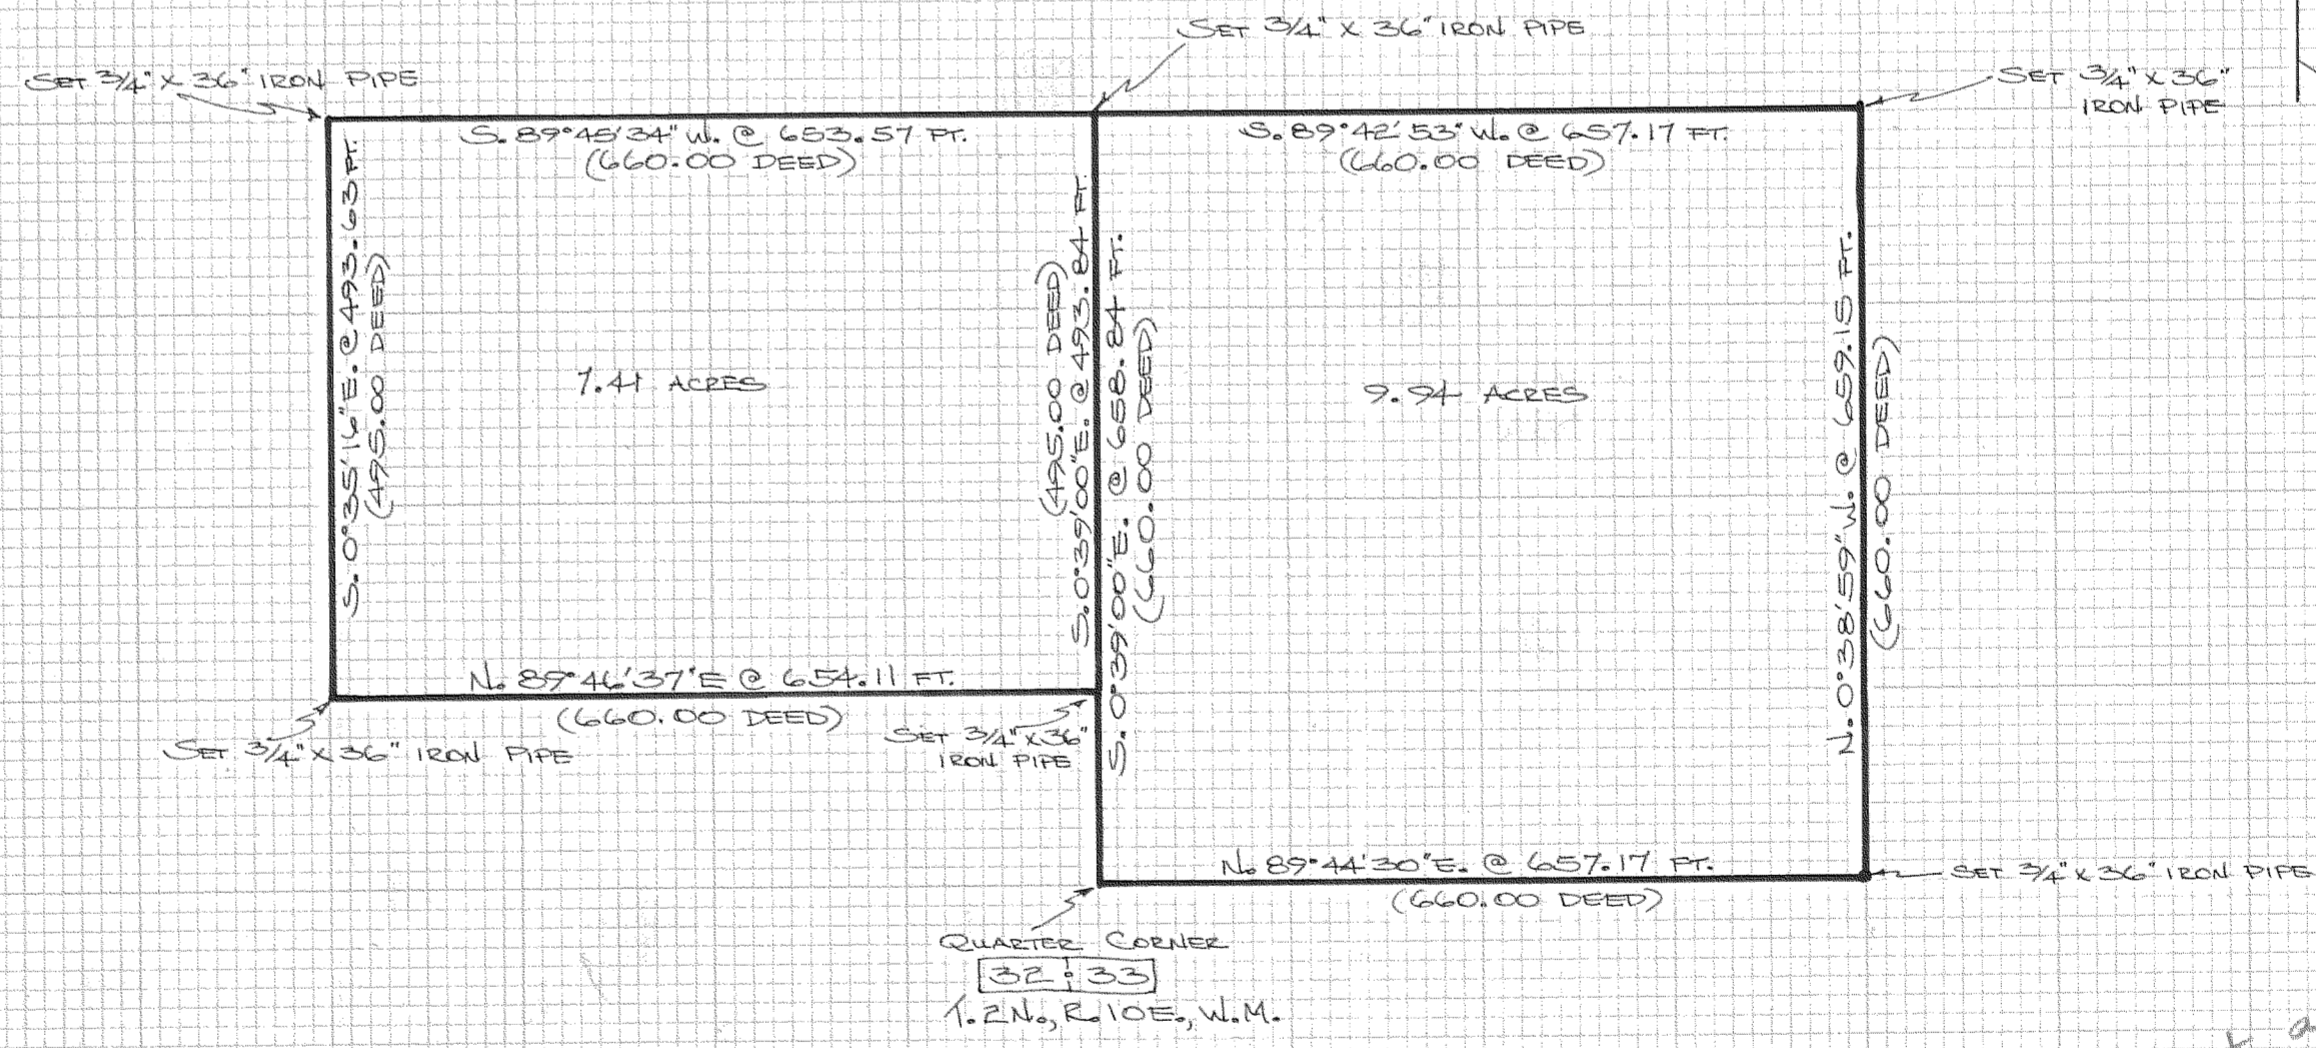 SET 3/4" X 36" IRON PIPE
SET 3/4" X 36" IRON PIPE
SET 3/4" X 36"
IRON PIPE
S. 89°45'34" W. @ 653.57 FT.
(660.00 DEED)
S. 89°42'53" W. @ 657.17 FT.
(660.00 DEED)
S. 0°35'16"E. @ 493.63 FT.
(495.00 DEED)
7.41 ACRES
(495.00 DEED)
S. 0°39'00"E. @ 493.84 FT.
S. 0°39'00"E. @ 658.84 FT.
(660.00 DEED)
9.94 ACRES
N. 0°38'59"W. @ 659.15 FT.
(660.00 DEED)
N. 89°46'37"E @ 654.11 FT.
(660.00 DEED)
SET 3/4" X 36" IRON PIPE
SET 3/4" X 36"
IRON PIPE
N. 89°44'30"E. @ 657.17 FT.
(660.00 DEED)
SET 3/4" X 36" IRON PIPE
QUARTER CORNER
32 33
T. 2 N., R. 10 E., W.M.